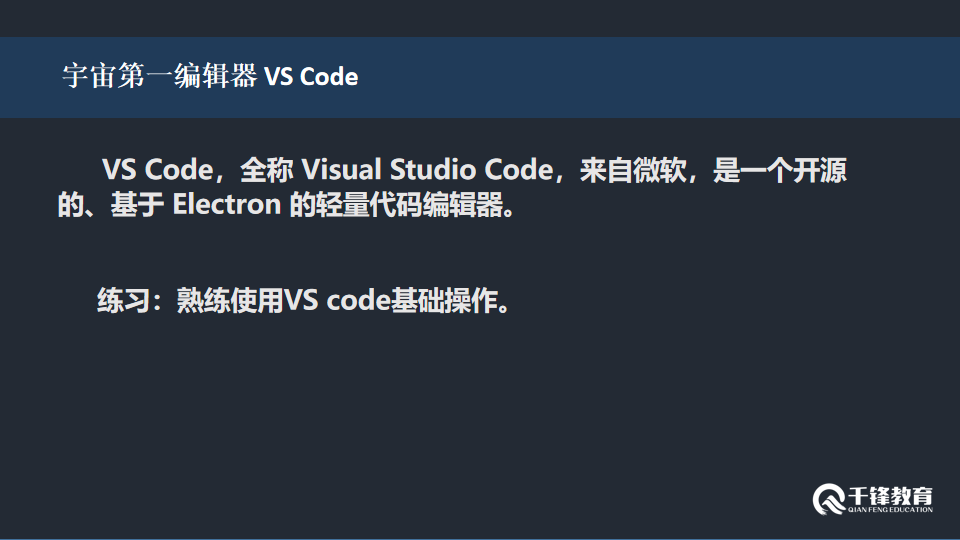 宇宙第一编辑器 VS Code
VS Code，全称 Visual Studio Code，来自微软，是一个开源
的、基于 Electron 的轻量代码编辑器。
练习：熟练使用VS code基础操作。
千锋教育
QIAN FENG EDUCATION